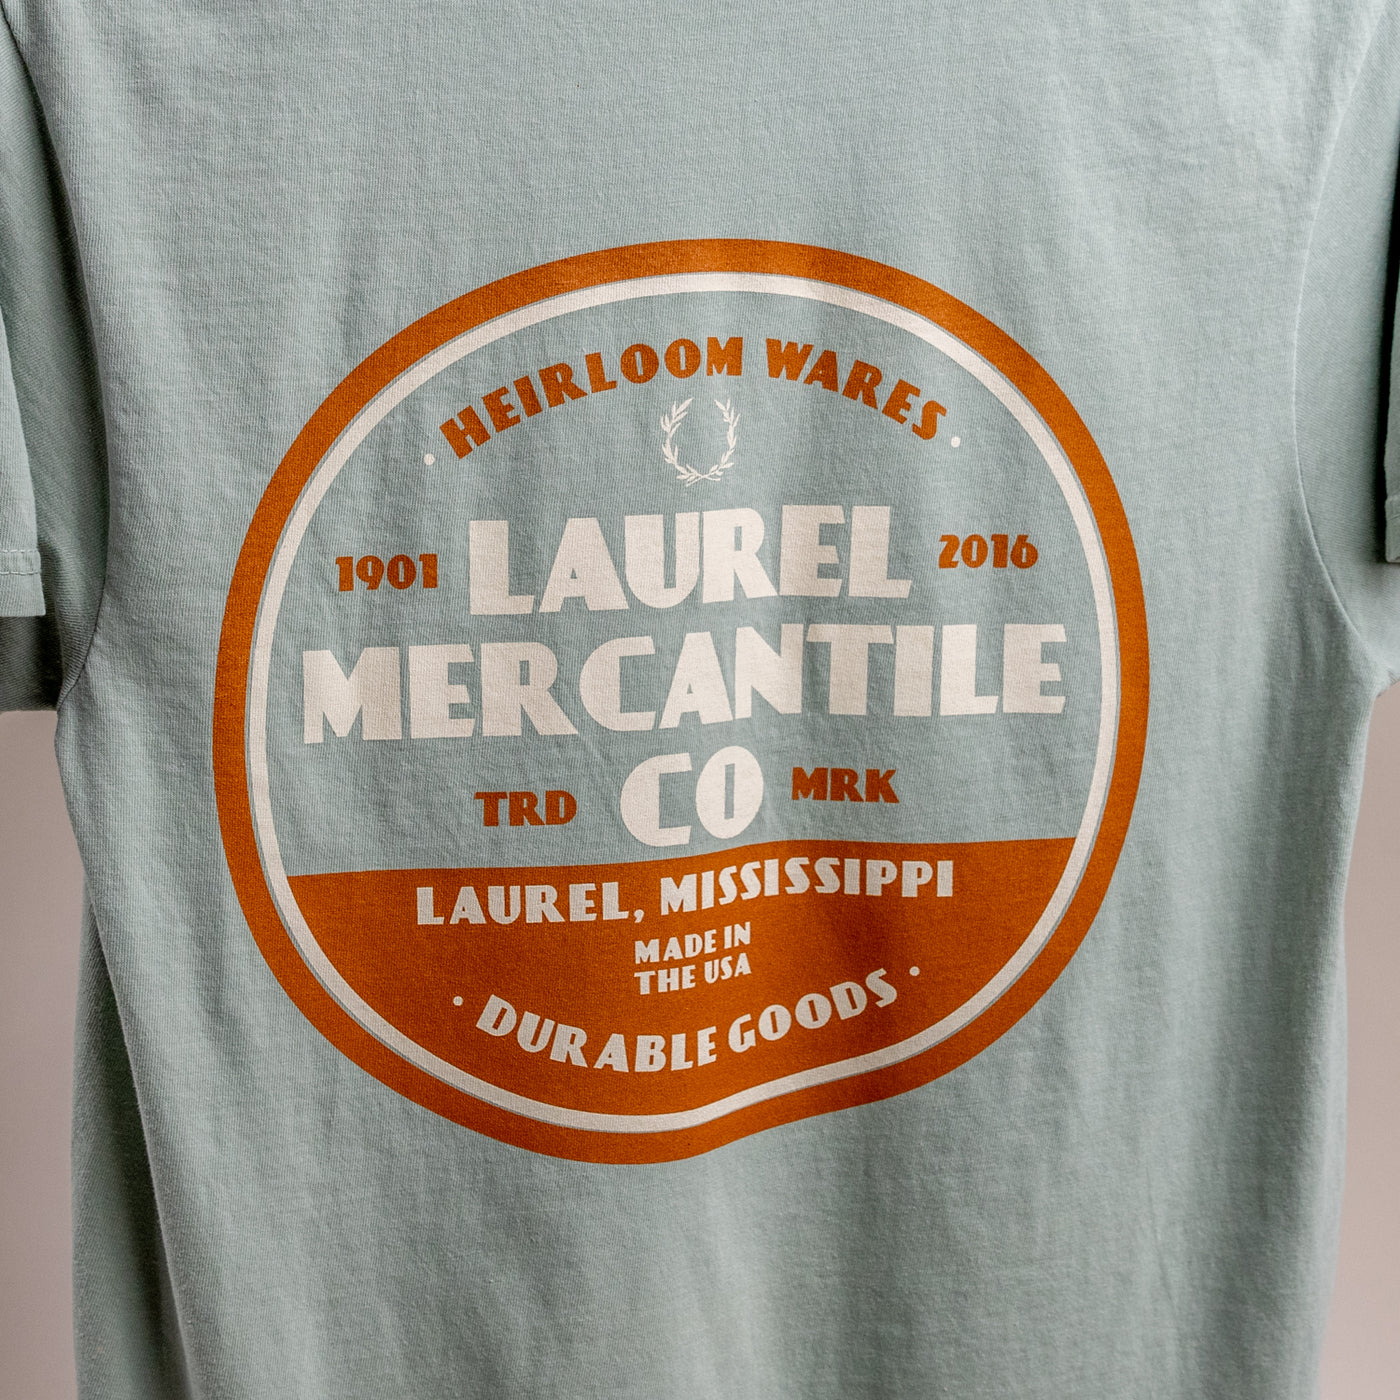 HEIRLOOM WARES
1901 LAUREL 2016
MERCANTILE
TRD CO MRK
LAUREL, MISSISSIPPI
MADE IN
THE USA
DURABLE GOODS